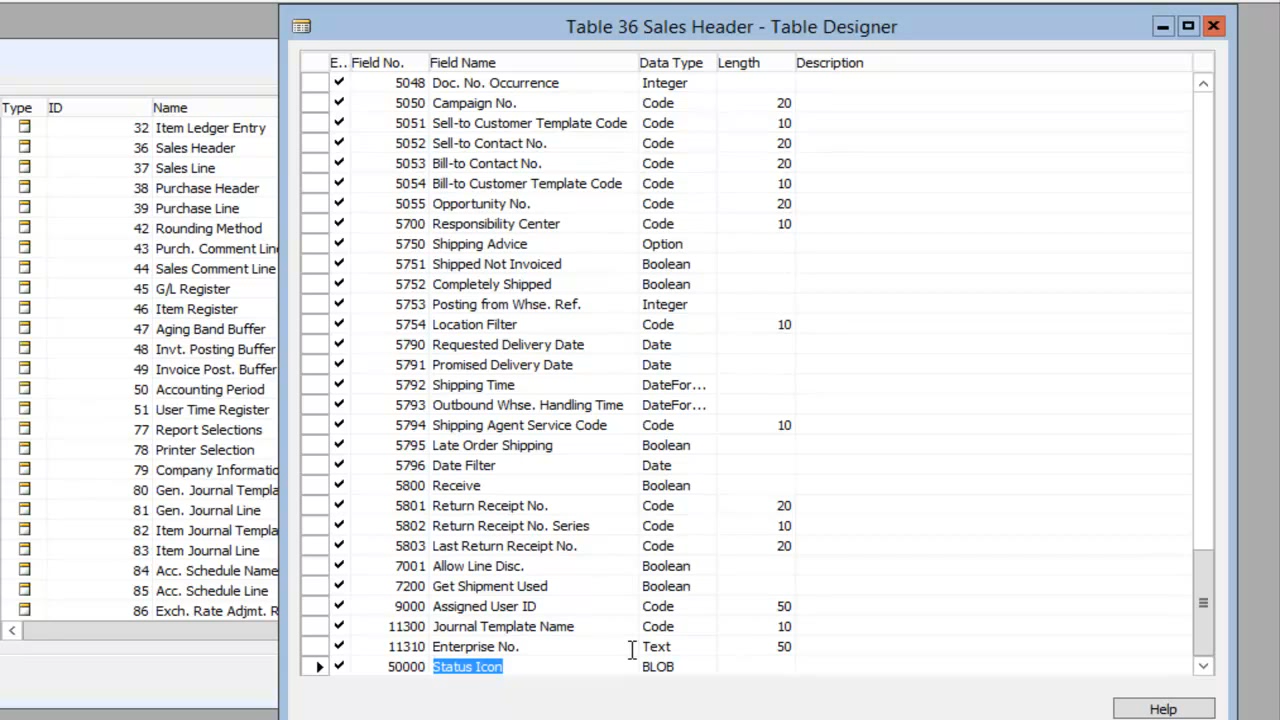 Table 36 Sales Header - Table Designer
Type ID Name
32 Item Ledger Entry
36 Sales Header
37 Sales Line
38 Purchase Header
39 Purchase Line
42 Rounding Method
43 Purch. Comment Line
44 Sales Comment Line
45 G/L Register
46 Item Register
47 Aging Band Buffer
48 Invt. Posting Buffer
49 Invoice Post. Buffer
50 Accounting Period
51 User Time Register
77 Report Selections
78 Printer Selection
79 Company Informatio
80 Gen. Journal Templa
81 Gen. Journal Line
82 Item Journal Templa
83 Item Journal Line
84 Acc. Schedule Name
85 Acc. Schedule Line
86 Exch. Rate Adjmt. R
E.. Field No. Field Name Data Type Length Description
5048 Doc. No. Occurrence Integer
5050 Campaign No. Code 20
5051 Sell-to Customer Template Code Code 10
5052 Sell-to Contact No. Code 20
5053 Bill-to Contact No. Code 20
5054 Bill-to Customer Template Code Code 10
5055 Opportunity No. Code 20
5700 Responsibility Center Code 10
5750 Shipping Advice Option
5751 Shipped Not Invoiced Boolean
5752 Completely Shipped Boolean
5753 Posting from Whse. Ref. Integer
5754 Location Filter Code 10
5790 Requested Delivery Date Date
5791 Promised Delivery Date Date
5792 Shipping Time DateFor...
5793 Outbound Whse. Handling Time DateFor...
5794 Shipping Agent Service Code Code 10
5795 Late Order Shipping Boolean
5796 Date Filter Date
5800 Receive Boolean
5801 Return Receipt No. Code 20
5802 Return Receipt No. Series Code 10
5803 Last Return Receipt No. Code 20
7001 Allow Line Disc. Boolean
7200 Get Shipment Used Boolean
9000 Assigned User ID Code 50
11300 Journal Template Name Code 10
11310 Enterprise No. Text 50
50000 Status Icon BLOB
Help